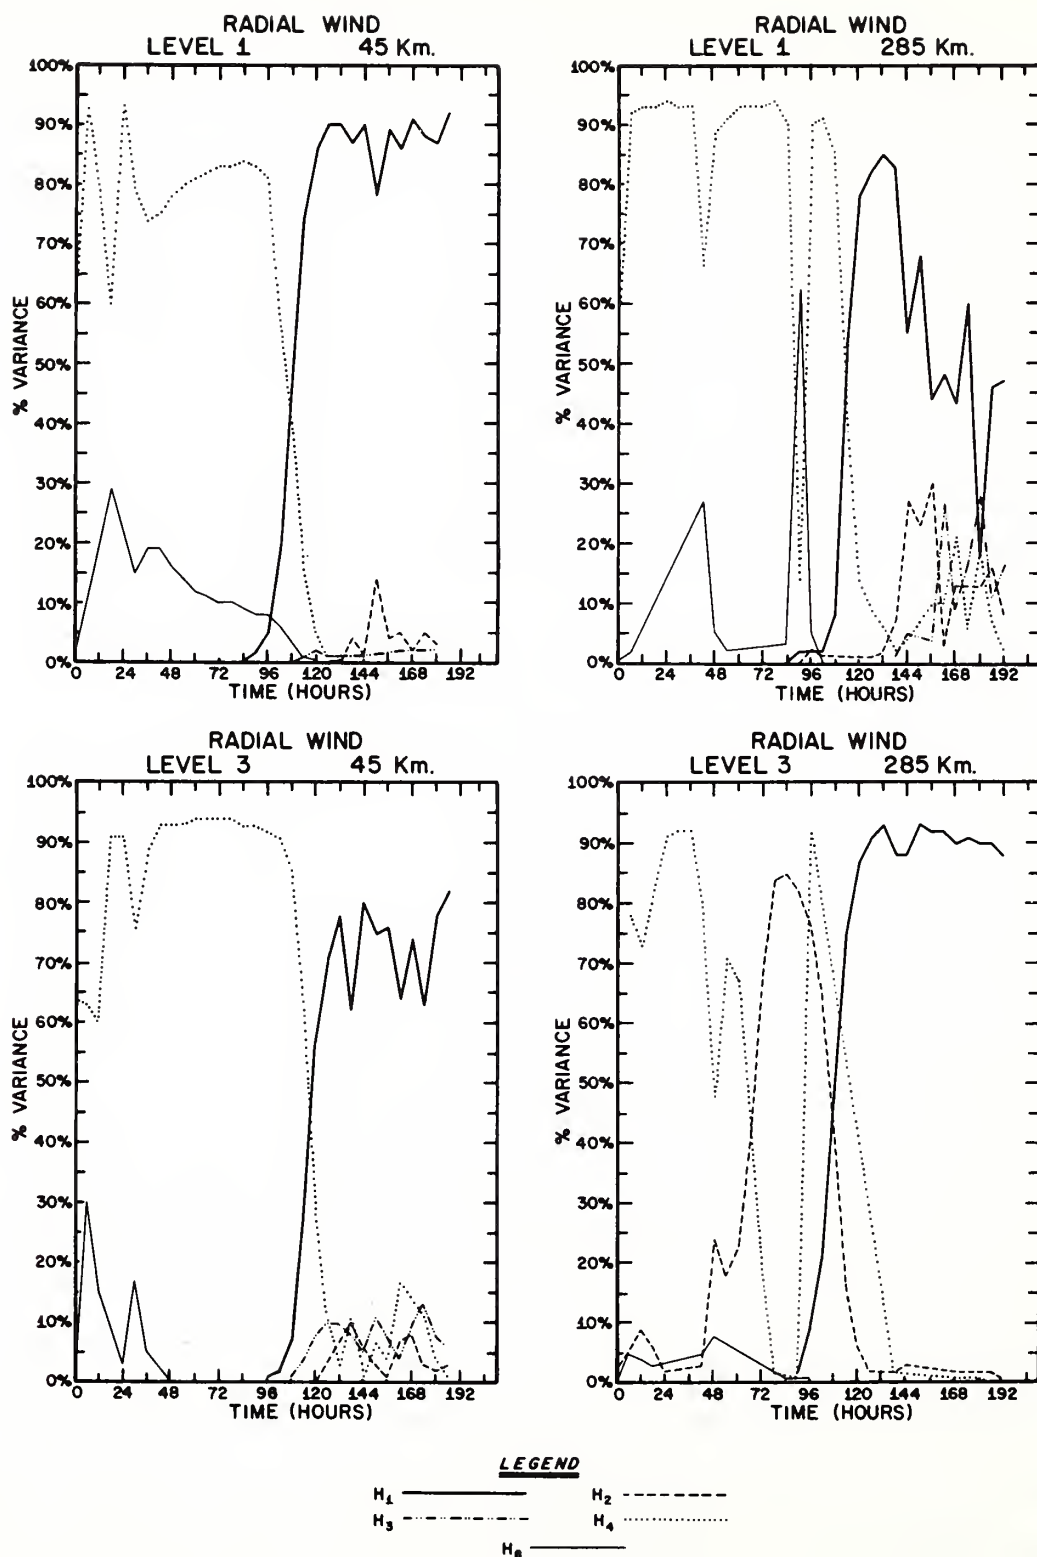 RADIAL WIND
LEVEL 1 45 Km.
100%
90%
80%
70%
60%
50%
40%
30%
20%
10%
0%
% VARIANCE
0 24 48 72 96 120 144 168 192
TIME (HOURS)
RADIAL WIND
LEVEL 1 285 Km.
100%
90%
80%
70%
60%
50%
40%
30%
20%
10%
0%
% VARIANCE
0 24 48 72 96 120 144 168 192
TIME (HOURS)
RADIAL WIND
LEVEL 3 45 Km.
100%
90%
80%
70%
60%
50%
40%
30%
20%
10%
0%
% VARIANCE
0 24 48 72 96 120 144 168 192
TIME (HOURS)
RADIAL WIND
LEVEL 3 285 Km.
100%
90%
80%
70%
60%
50%
40%
30%
20%
10%
0%
% VARIANCE
0 24 48 72 96 120 144 168 192
TIME (HOURS)
LEGEND
H₁ H₂
H₃ H₄
H₈